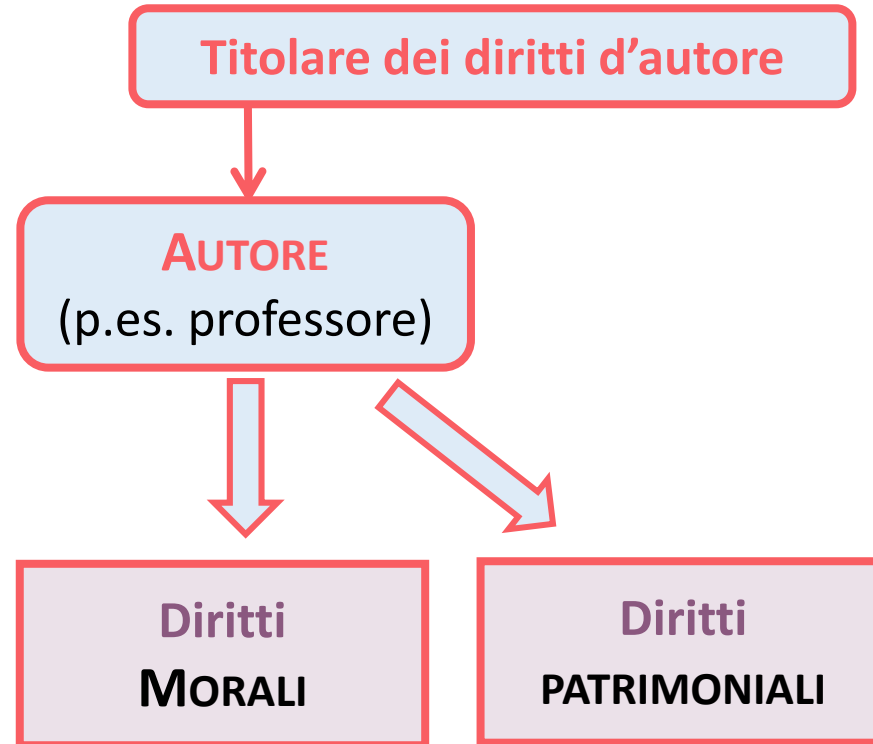 Titolare dei diritti d’autore
AUTORE
(p.es. professore)
Diritti
MORALI
Diritti
PATRIMONIALI